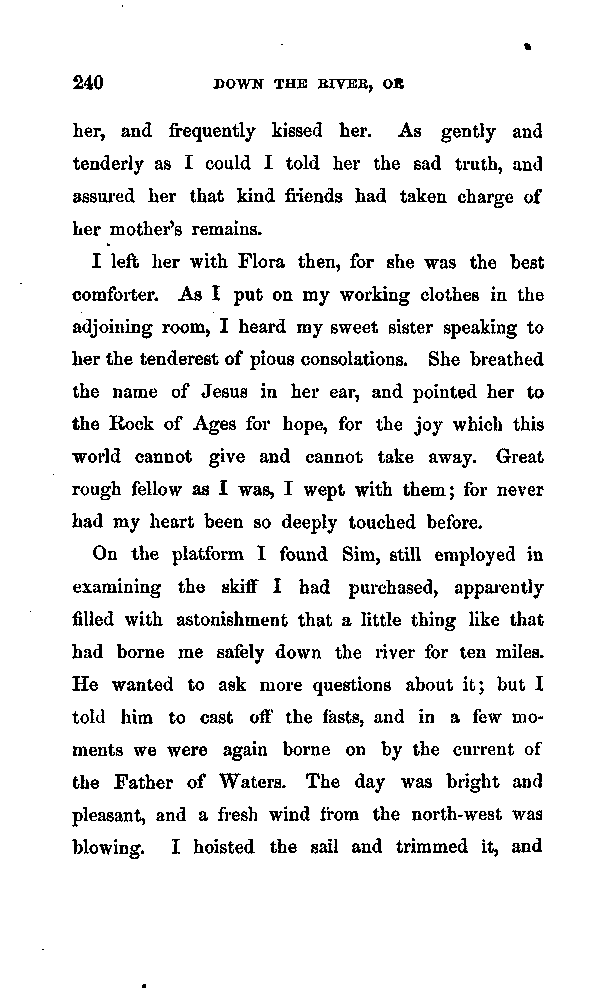 240 DOWN THE RIVER, OR
her, and frequently kissed her. As gently and
tenderly as I could I told her the sad truth, and
assured her that kind friends had taken charge of
her mother's remains.
I left her with Flora then, for she was the best
comforter. As I put on my working clothes in the
adjoining room, I heard my sweet sister speaking to
her the tenderest of pious consolations. She breathed
the name of Jesus in her ear, and pointed her to
the Rock of Ages for hope, for the joy which this
world cannot give and cannot take away. Great
rough fellow as I was, I wept with them; for never
had my heart been so deeply touched before.
On the platform I found Sim, still employed in
examining the skiff I had purchased, apparently
filled with astonishment that a little thing like that
had borne me safely down the river for ten miles.
He wanted to ask more questions about it; but I
told him to cast off the fasts, and in a few mo-
ments we were again borne on by the current of
the Father of Waters. The day was bright and
pleasant, and a fresh wind from the north-west was
blowing. I hoisted the sail and trimmed it, and